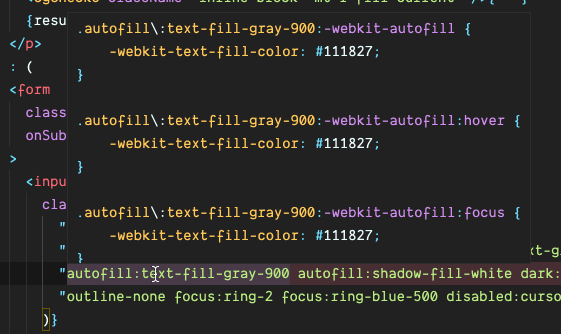 .autofill\:text-fill-gray-900:-webkit-autofill {
-webkit-text-fill-color: #111827;
}
{resu
</p>
: (
.autofill\:text-fill-gray-900:-webkit-autofill:hover {
<form
-webkit-text-fill-color: #111827;
class
}
onSub
>
<inpu
.autofill\:text-fill-gray-900:-webkit-autofill:focus {
cla
-webkit-text-fill-color: #111827;
"
"
}
xt-g
"autofill:text-fill-gray-900 autofill:shadow-fill-white dark:
"outline-none focus:ring-2 focus:ring-blue-500 disabled:curso
)}